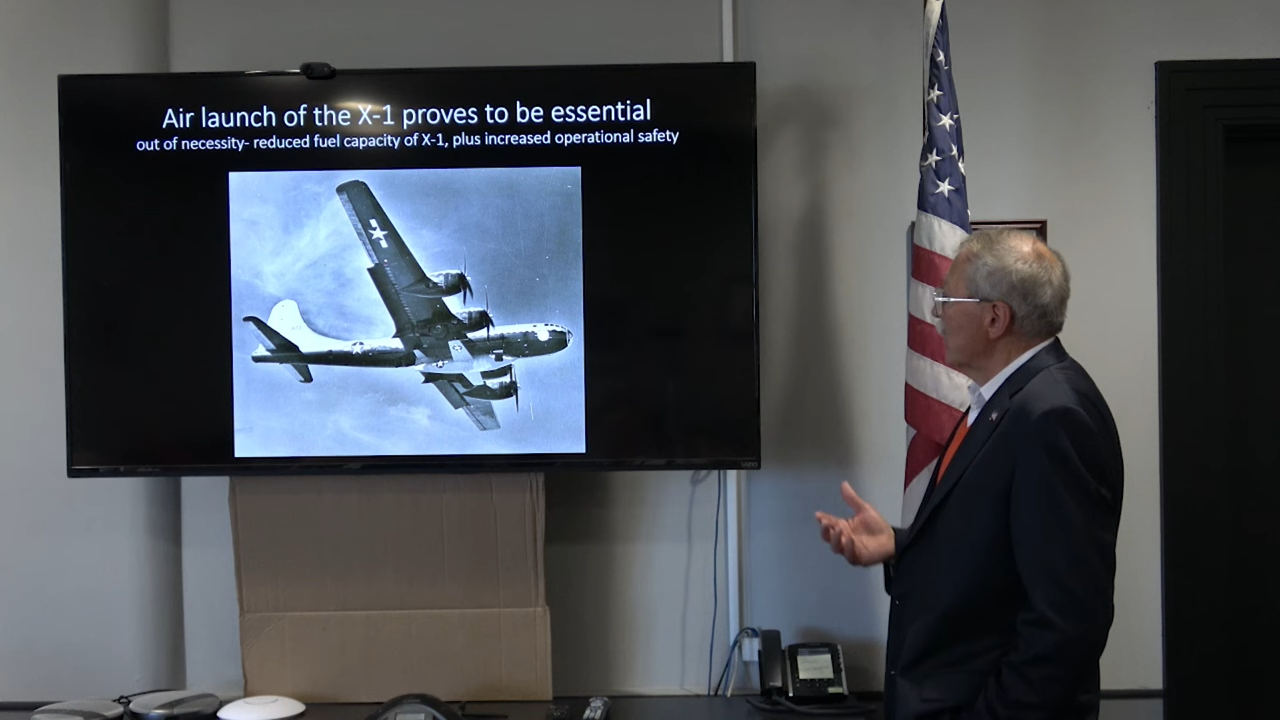 Air launch of the X-1 proves to be essential
out of necessity- reduced fuel capacity of X-1, plus increased operational safety